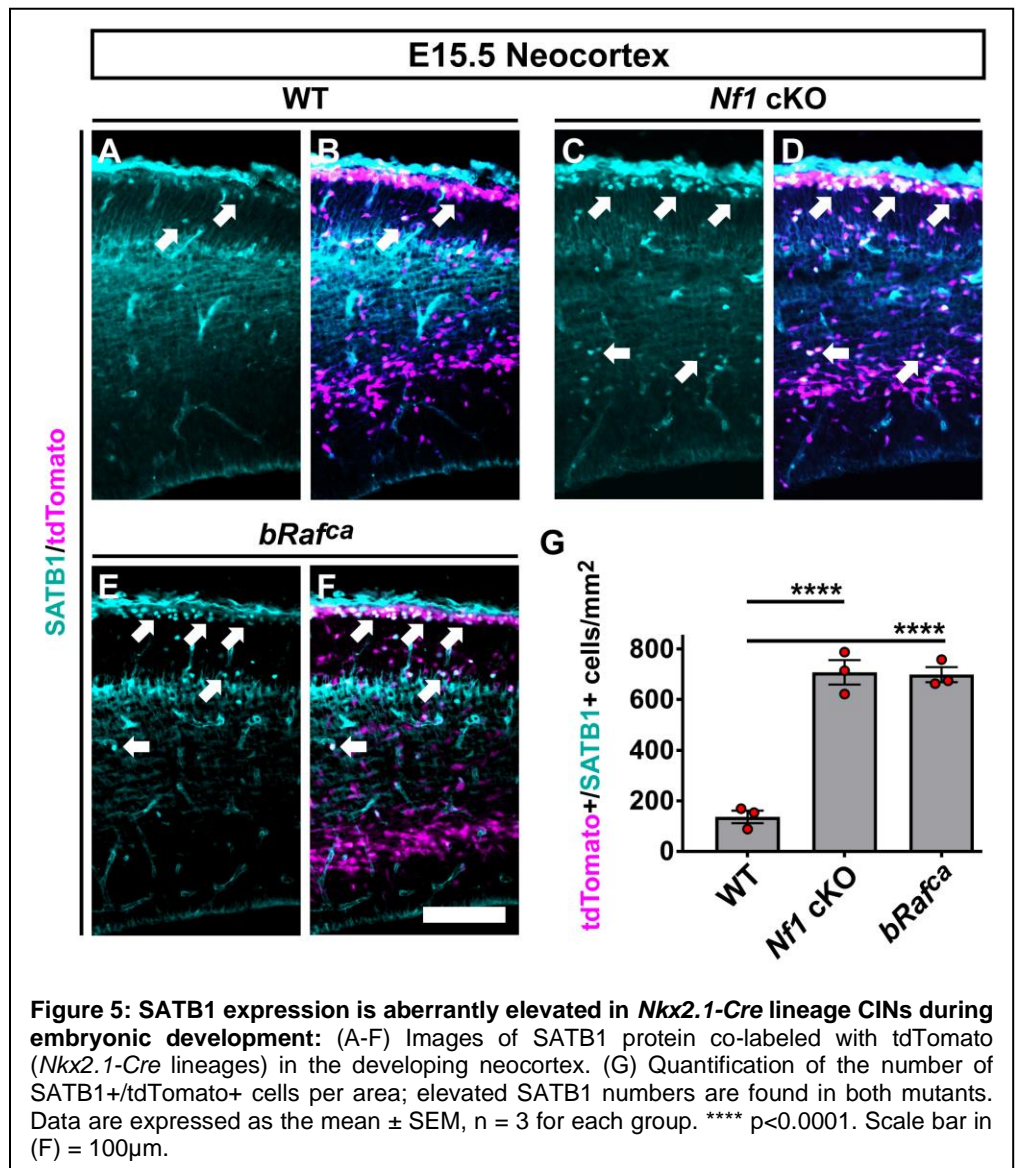 E15.5 Neocortex
WT
Nf1 cKO
A
B
C
D
SATB1/tdTomato
bRafca
E
F
G
tdTomato+/SATB1+ cells/mm2
****
****
800
600
400
200
0
WT
Nf1 cKO
bRafca
Figure 5: SATB1 expression is aberrantly elevated in Nkx2.1-Cre lineage CINs during
embryonic development: (A-F) Images of SATB1 protein co-labeled with tdTomato
(Nkx2.1-Cre lineages) in the developing neocortex. (G) Quantification of the number of
SATB1+/tdTomato+ cells per area; elevated SATB1 numbers are found in both mutants.
Data are expressed as the mean ± SEM, n = 3 for each group. **** p<0.0001. Scale bar in
(F) = 100µm.